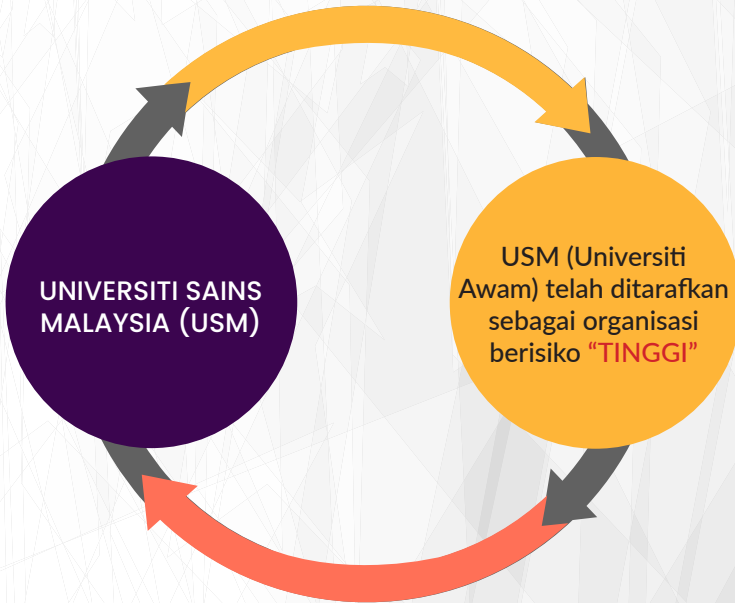 UNIVERSITI SAINS
MALAYSIA (USM)
USM (Universiti
Awam) telah ditarafkan
sebagai organisasi
berisiko “TINGGI”